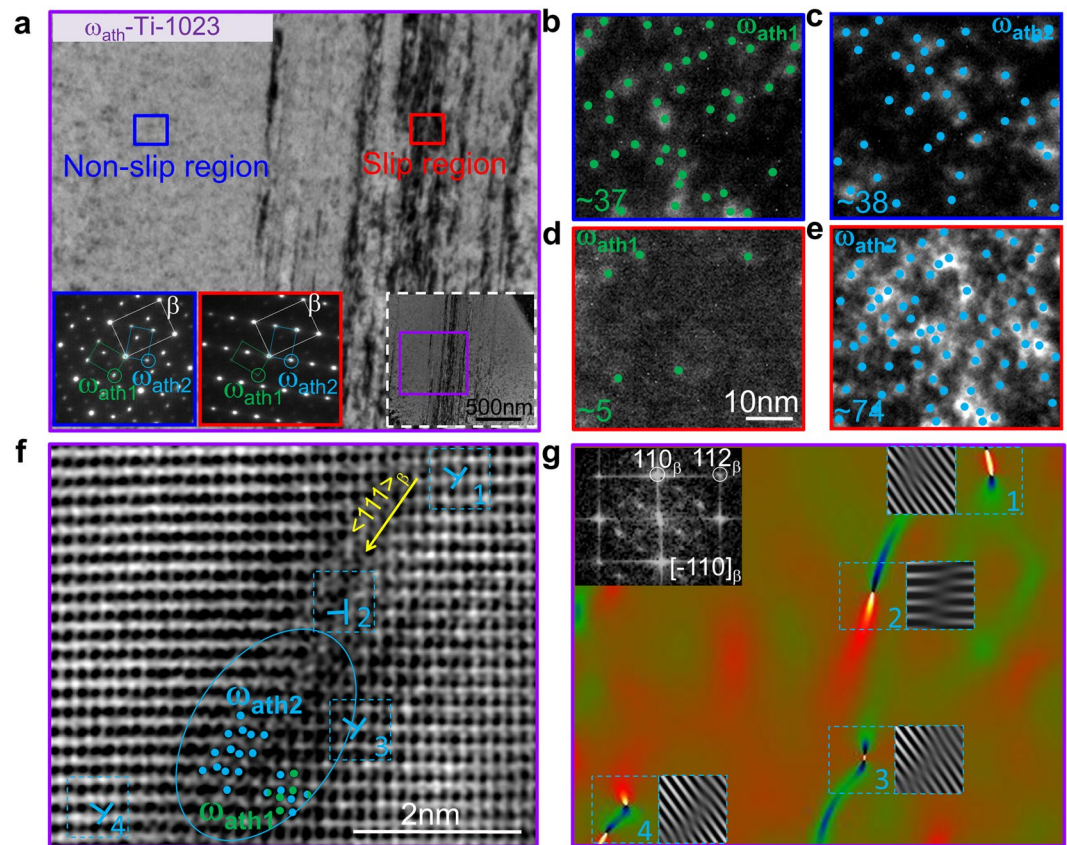 a
ωath-Ti-1023
Non-slip region
Slip region
β
ωath1
ωath2
β
ωath1
ωath2
500nm
b
ωath1
~37
c
ωath2
~38
d
ωath1
~5
10nm
e
ωath2
~74
f
<111>β
1
2
3
4
ωath2
ωath1
2nm
g
110β
112β
[-110]β
1
2
3
4